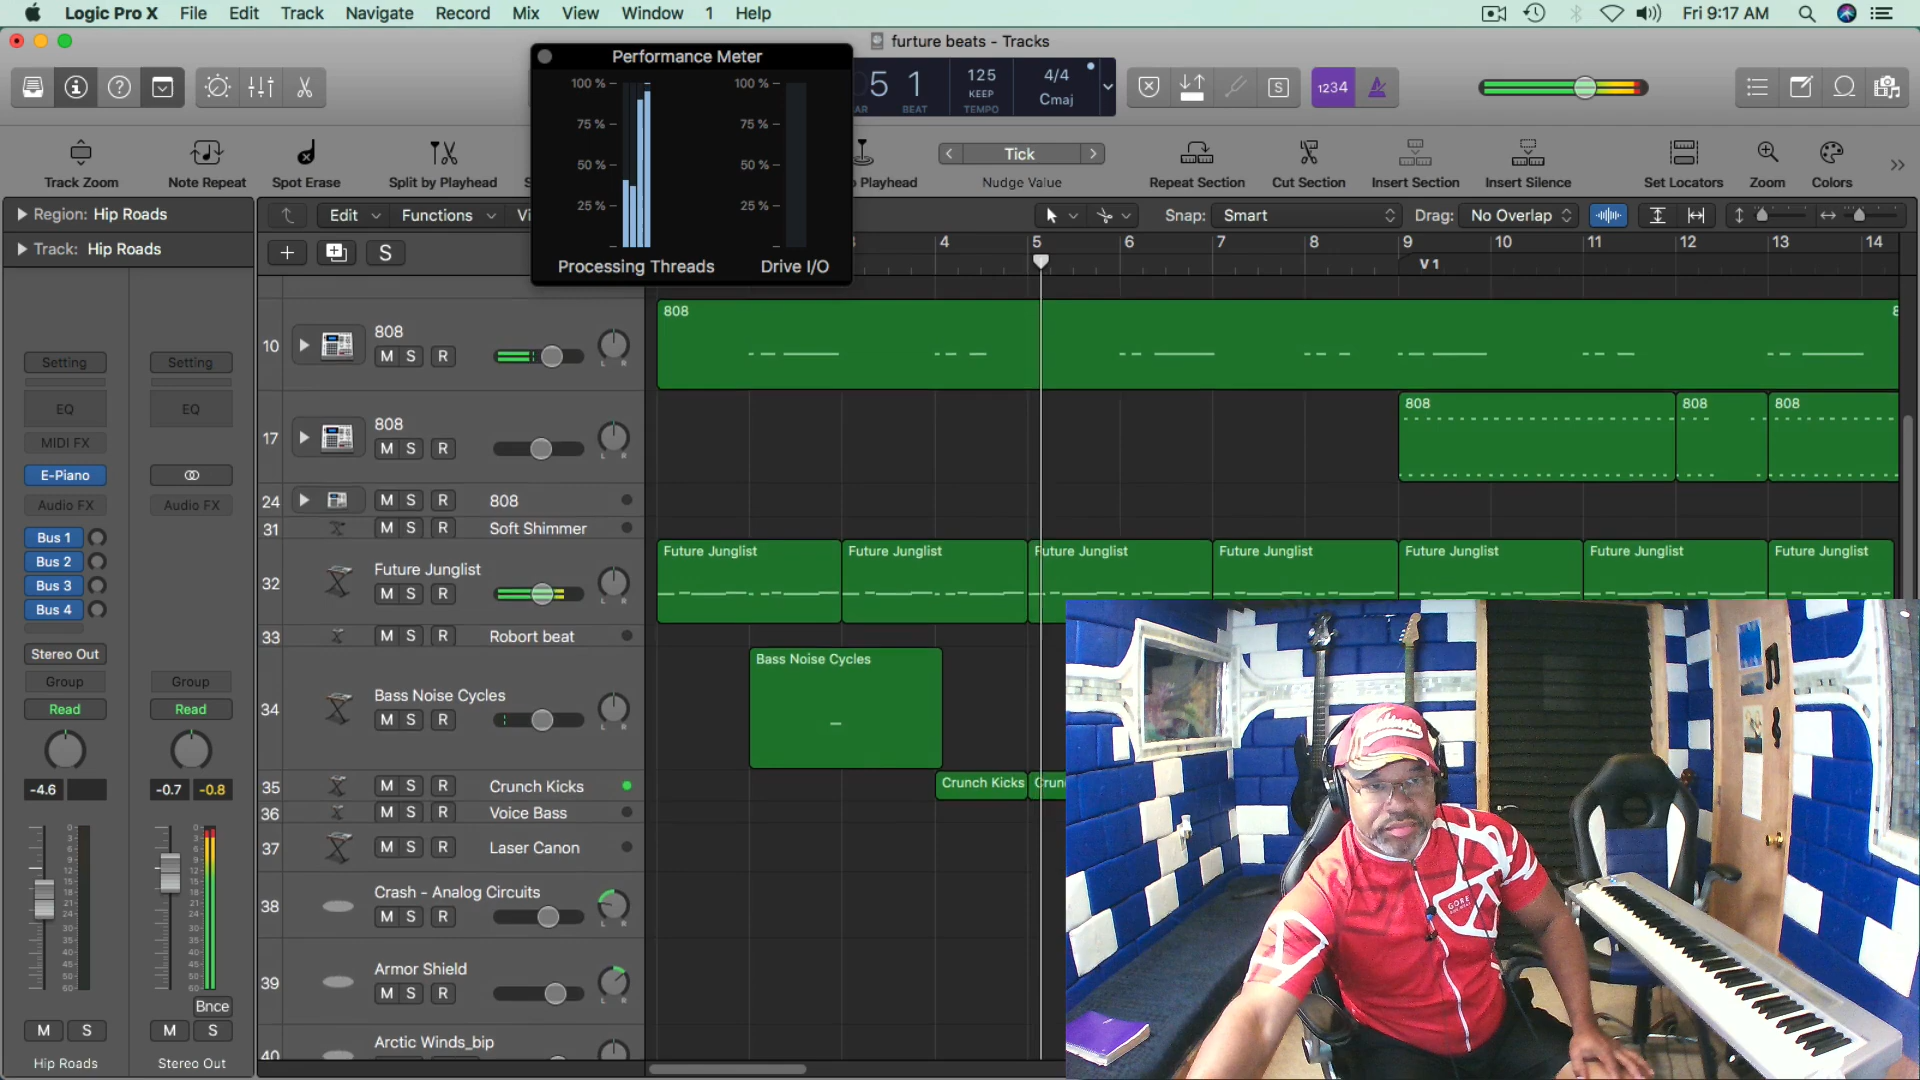 Logic Pro X File Edit Track Navigate Record Mix View Window 1 Help Fri 9:17 AM
furture beats - Tracks
Performance Meter
100 % 100 %
75 % 75 %
50 % 50 %
25 % 25 %
Processing Threads Drive I/O
5 1
BEAT
125
KEEP
TEMPO
4/4
Cmaj
S
1234
Track Zoom
Note Repeat
Spot Erase
Split by Playhead
Playhead
Tick
Nudge Value
Repeat Section
Cut Section
Insert Section
Insert Silence
Set Locators
Zoom
Colors
Region: Hip Roads
Track: Hip Roads
Edit Functions Vi
Snap: Smart Drag: No Overlap
S
3 4 5 6 7 8 9 10 11 12 13 14
V 1
Setting Setting
EQ EQ
MIDI FX
E-Piano
Audio FX Audio FX
Bus 1
Bus 2
Bus 3
Bus 4
Stereo Out
Group Group
Read Read
-4.6 -0.7 -0.8
Bnce
M S M S
Hip Roads Stereo Out
10 808
M S R
17 808
M S R
24 M S R 808
31 M S R Soft Shimmer
32 Future Junglist
M S R
33 M S R Robort beat
34 Bass Noise Cycles
M S R
35 M S R Crunch Kicks
36 M S R Voice Bass
37 M S R Laser Canon
38 Crash - Analog Circuits
M S R
39 Armor Shield
M S R
40 Arctic Winds_bip
808
808 808 808
Future Junglist Future Junglist Future Junglist Future Junglist Future Junglist Future Junglist Future Junglist
Bass Noise Cycles
Crunch Kicks Crun
GORE